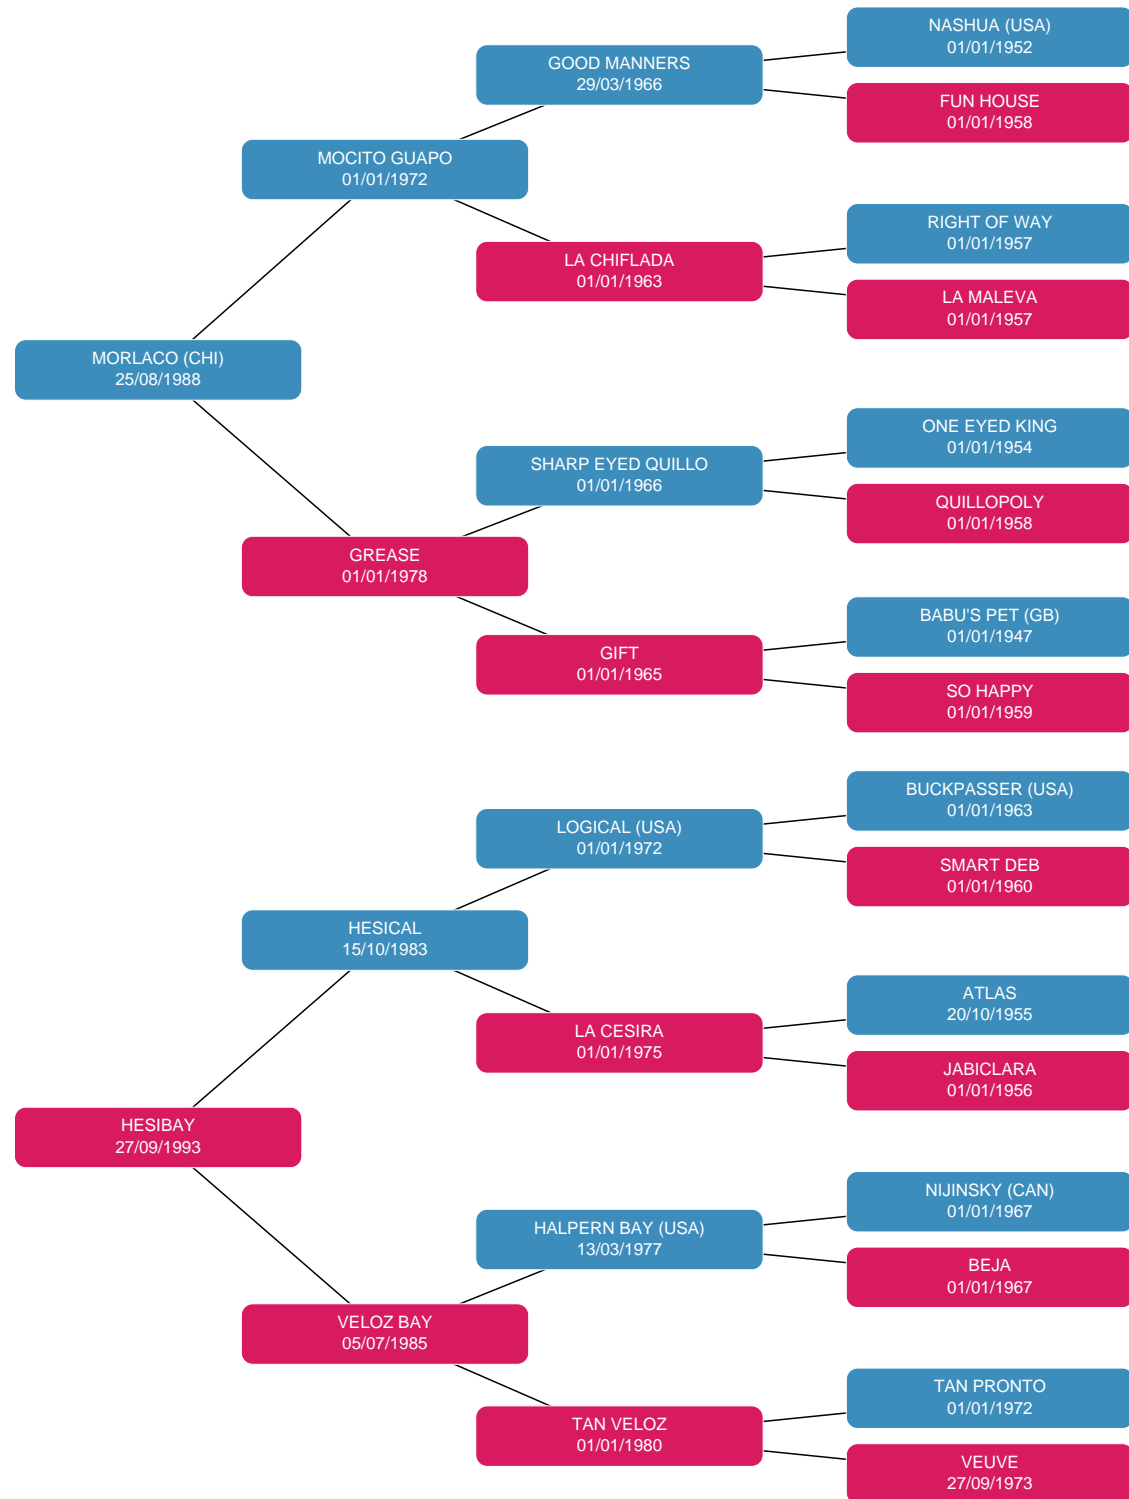 NASHUA (USA)
01/01/1952
GOOD MANNERS
29/03/1966
FUN HOUSE
01/01/1958
MOCITO GUAPO
01/01/1972
RIGHT OF WAY
01/01/1957
LA CHIFLADA
01/01/1963
LA MALEVA
01/01/1957
MORLACO (CHI)
25/08/1988
ONE EYED KING
01/01/1954
SHARP EYED QUILLO
01/01/1966
QUILLOPOLY
01/01/1958
GREASE
01/01/1978
BABU'S PET (GB)
01/01/1947
GIFT
01/01/1965
SO HAPPY
01/01/1959
BUCKPASSER (USA)
01/01/1963
LOGICAL (USA)
01/01/1972
SMART DEB
01/01/1960
HESICAL
15/10/1983
ATLAS
20/10/1955
LA CESIRA
01/01/1975
JABICLARA
01/01/1956
HESIBAY
27/09/1993
NIJINSKY (CAN)
01/01/1967
HALPERN BAY (USA)
13/03/1977
BEJA
01/01/1967
VELOZ BAY
05/07/1985
TAN PRONTO
01/01/1972
TAN VELOZ
01/01/1980
VEUVE
27/09/1973